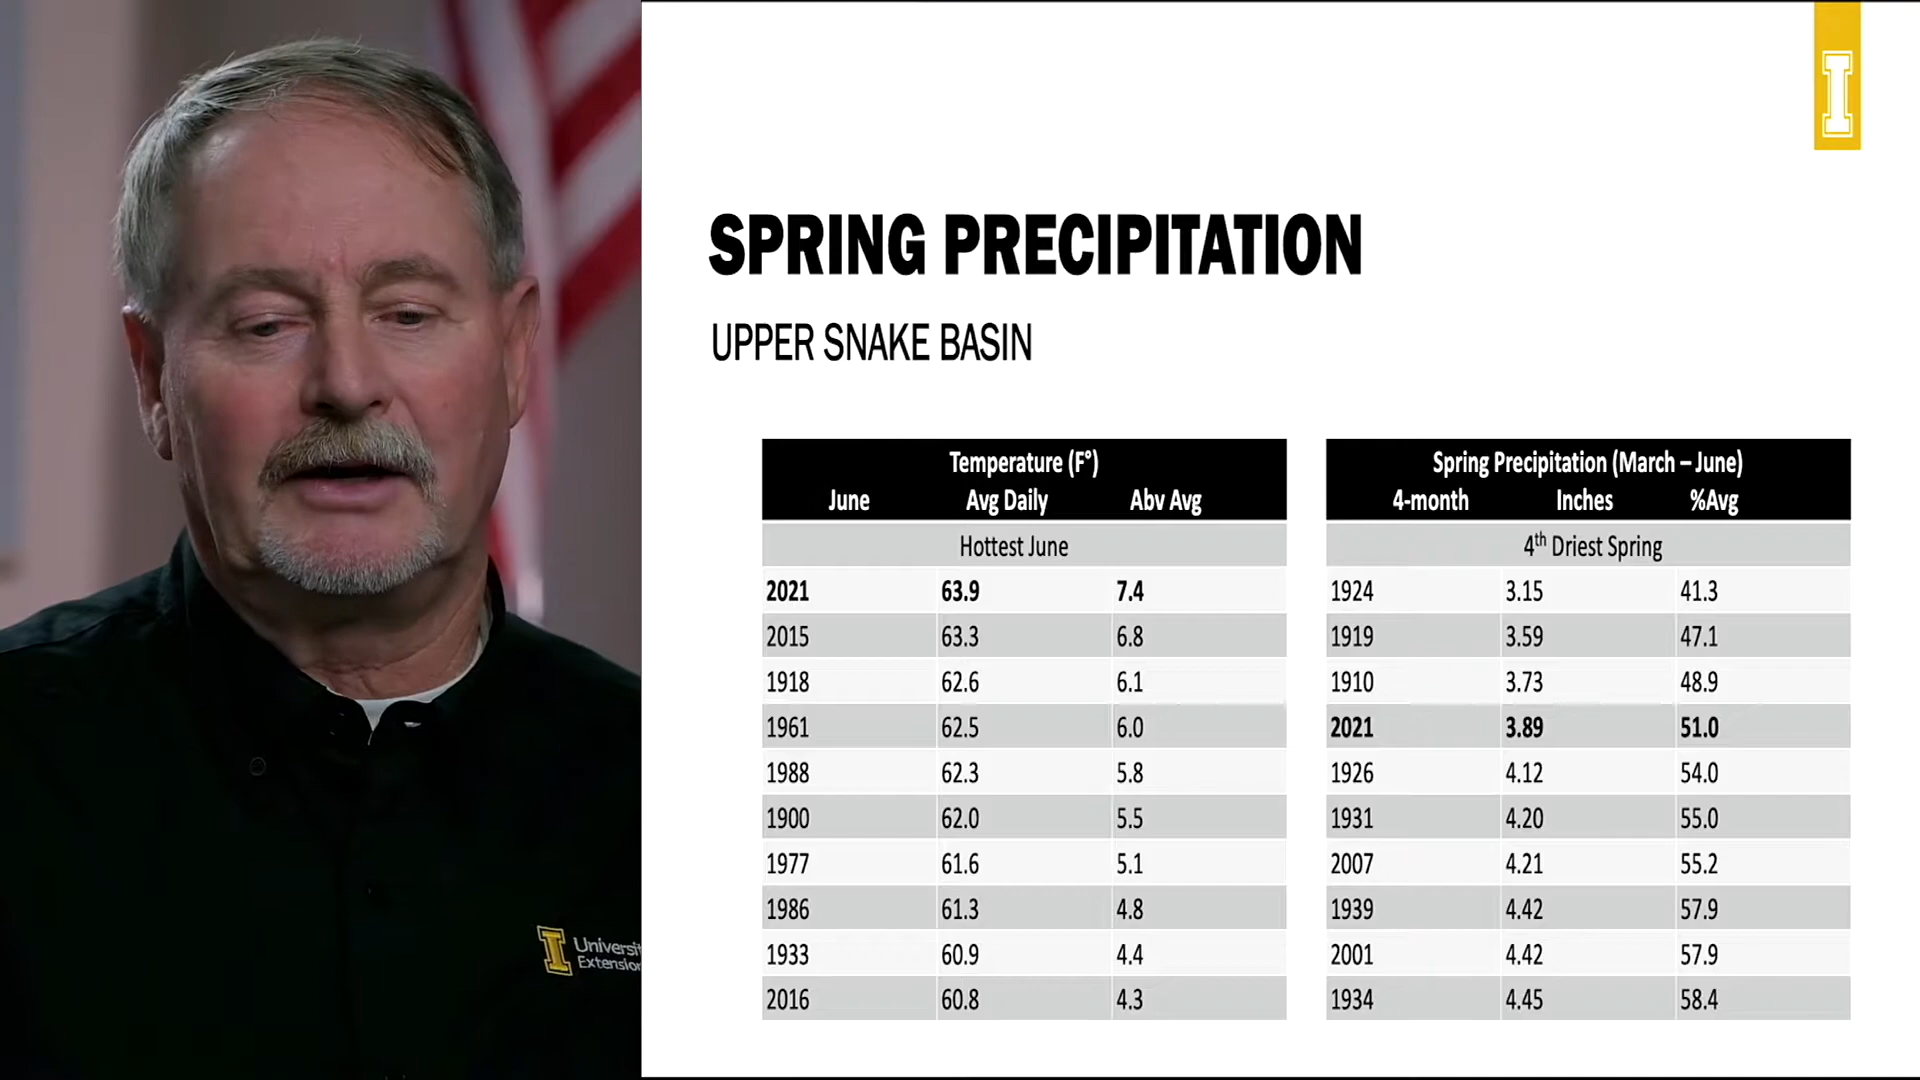 I
SPRING PRECIPITATION
UPPER SNAKE BASIN
Temperature (F°)
June Avg Daily Abv Avg
Hottest June
2021 63.9 7.4
2015 63.3 6.8
1918 62.6 6.1
1961 62.5 6.0
1988 62.3 5.8
1900 62.0 5.5
1977 61.6 5.1
1986 61.3 4.8
1933 60.9 4.4
2016 60.8 4.3
Spring Precipitation (March – June)
4-month Inches %Avg
4th Driest Spring
1924 3.15 41.3
1919 3.59 47.1
1910 3.73 48.9
2021 3.89 51.0
1926 4.12 54.0
1931 4.20 55.0
2007 4.21 55.2
1939 4.42 57.9
2001 4.42 57.9
1934 4.45 58.4
I
Universit
Extension